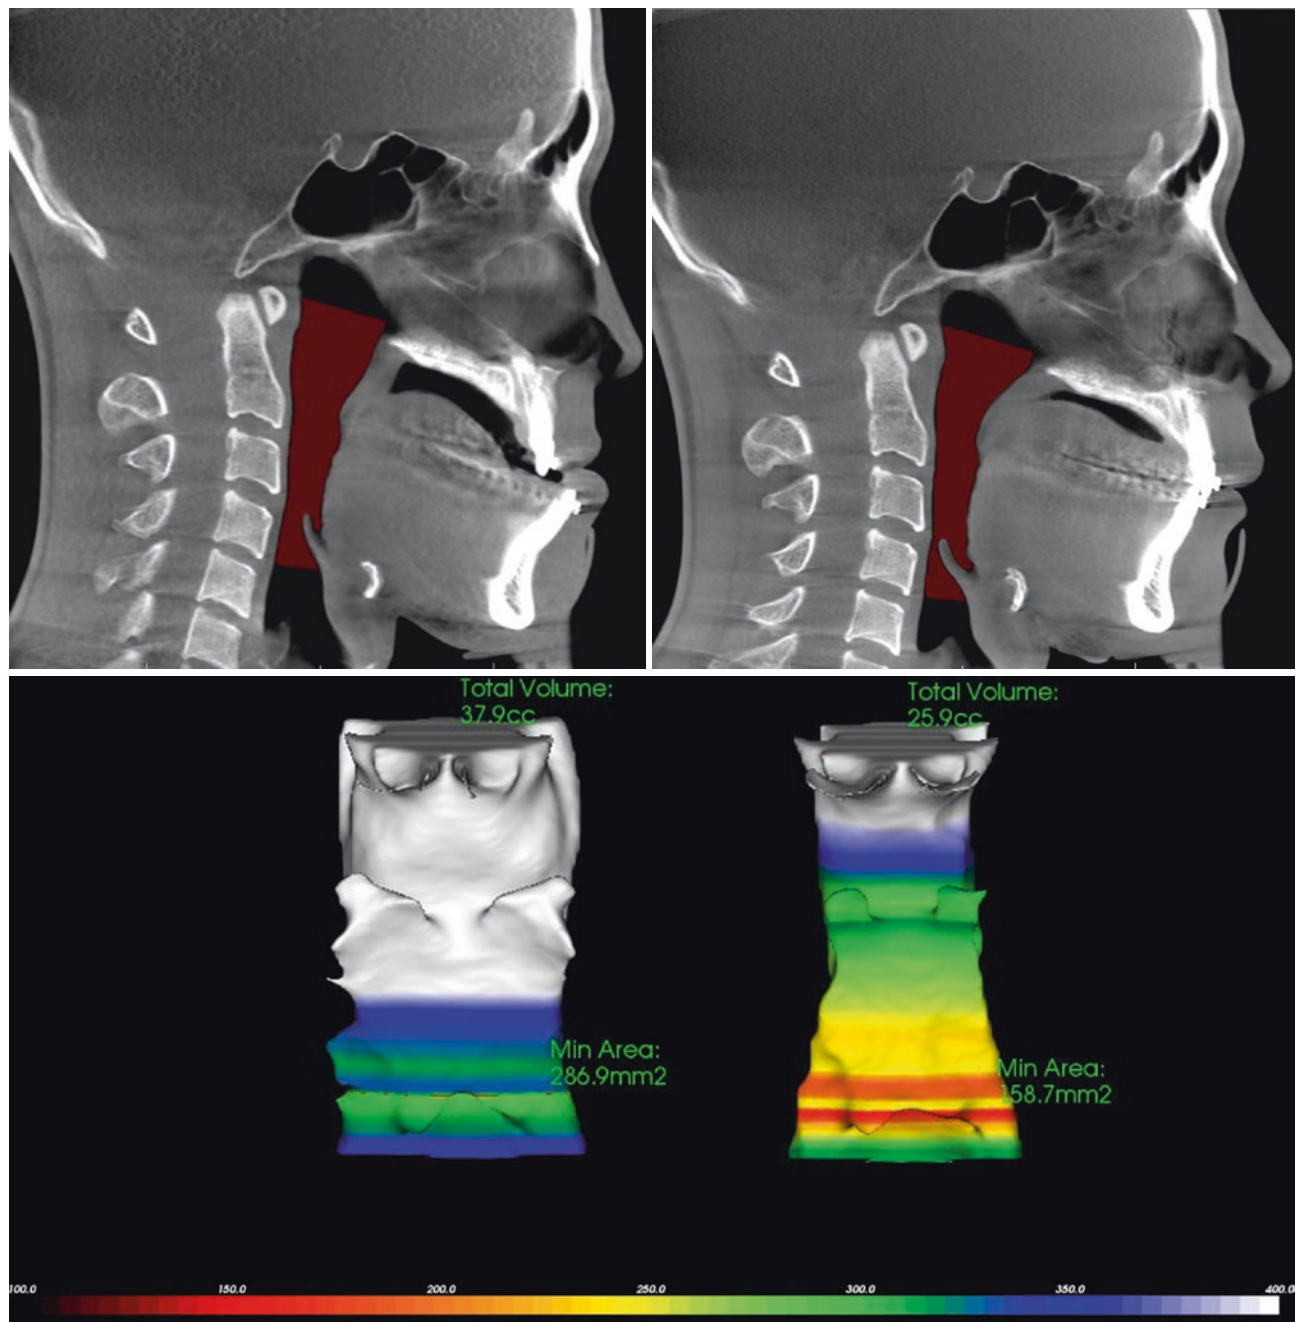 Total Volume:
37.9cc
Total Volume:
25.9cc
Min Area:
286.9mm2
Min Area:
158.7mm2
100.0 150.0 200.0 250.0 300.0 350.0 400.0